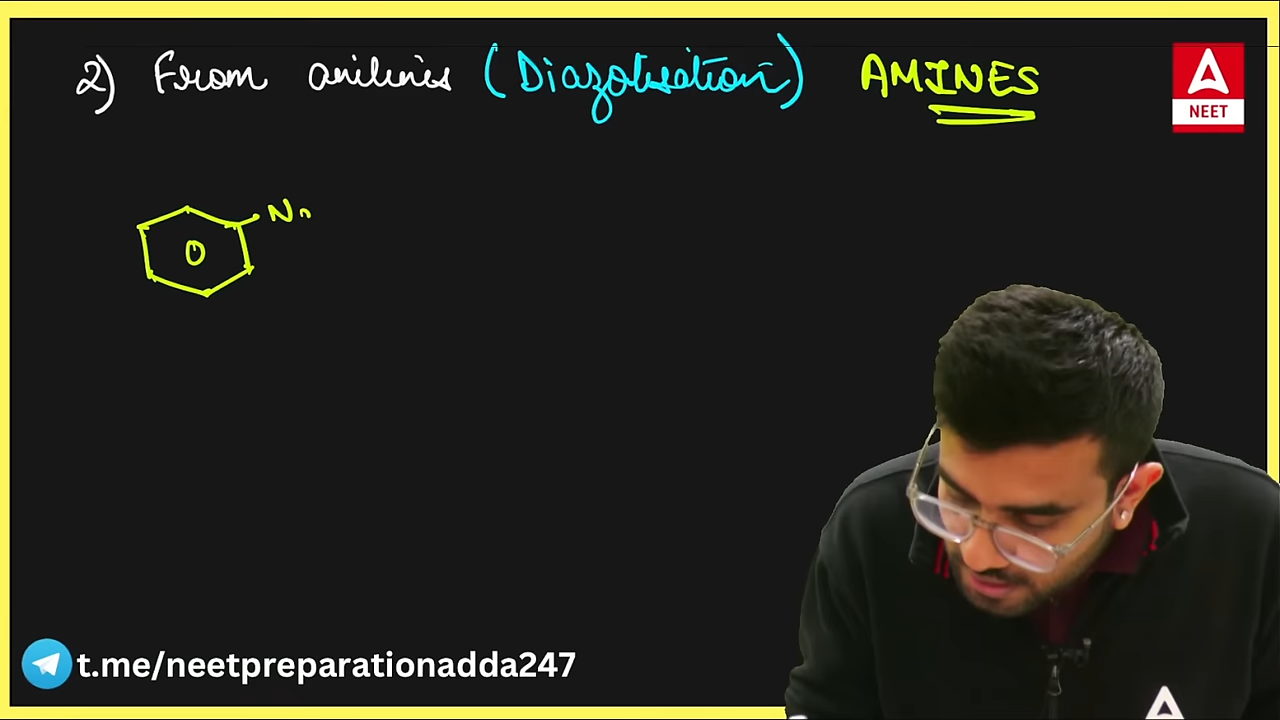 2) From anilines (Diazotisation) AMINES
NEET
N
t.me/neetpreparationadda247